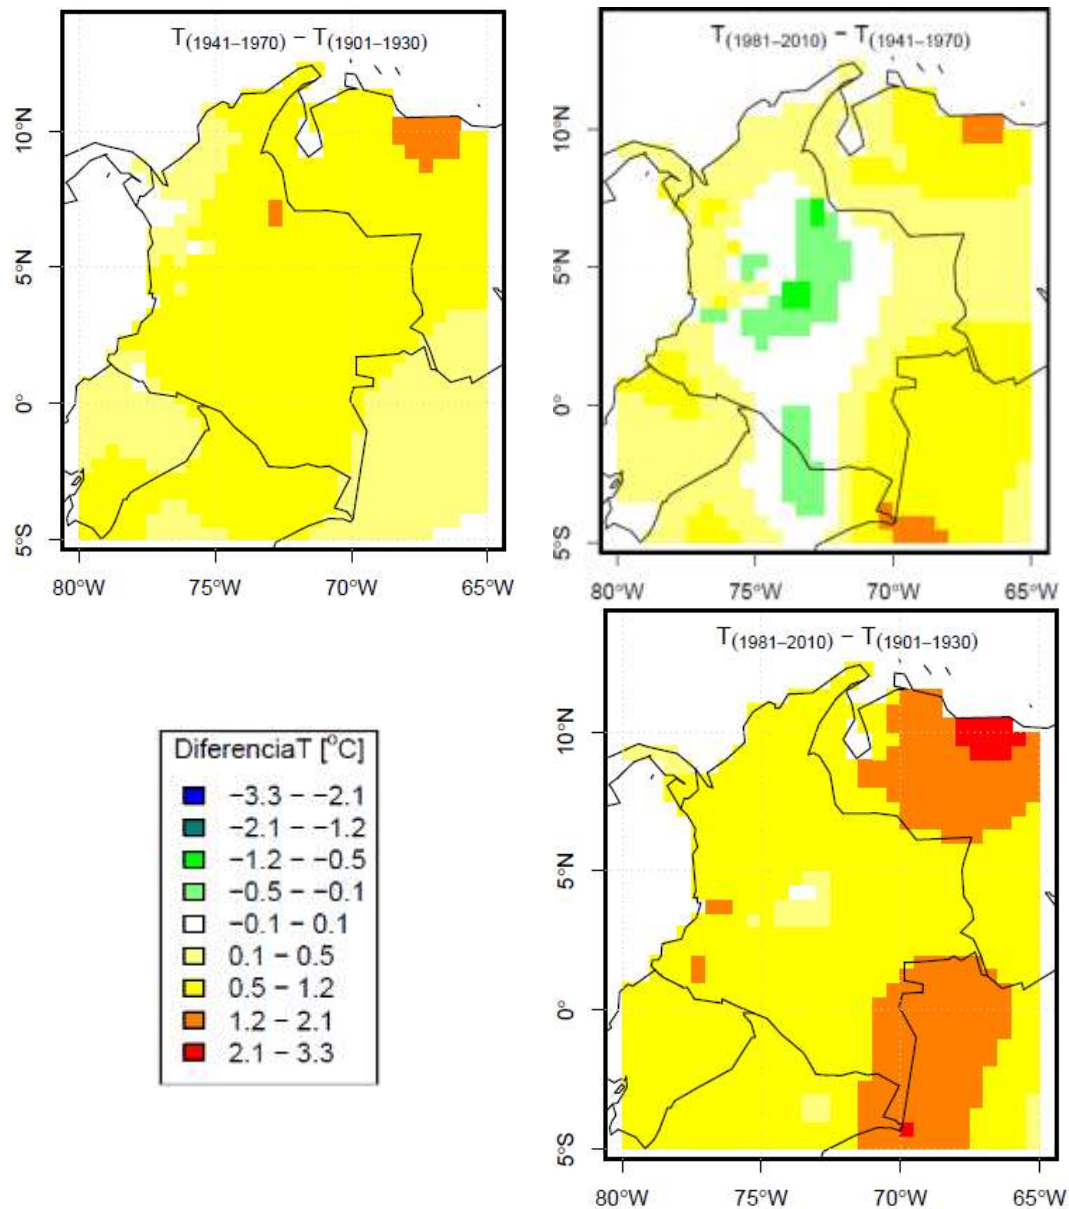 T(1941–1970) − T(1901–1930)
10°N
5°N
0°
5°S
80°W 75°W 70°W 65°W
T(1981–2010) − T(1941–1970)
10°N
5°N
0°
5°S
80°W 75°W 70°W 65°W
DiferenciaT [°C]
−3.3 − −2.1
−2.1 − −1.2
−1.2 − −0.5
−0.5 − −0.1
−0.1 − 0.1
0.1 − 0.5
0.5 − 1.2
1.2 − 2.1
2.1 − 3.3
T(1981–2010) − T(1901–1930)
10°N
5°N
0°
5°S
80°W 75°W 70°W 65°W